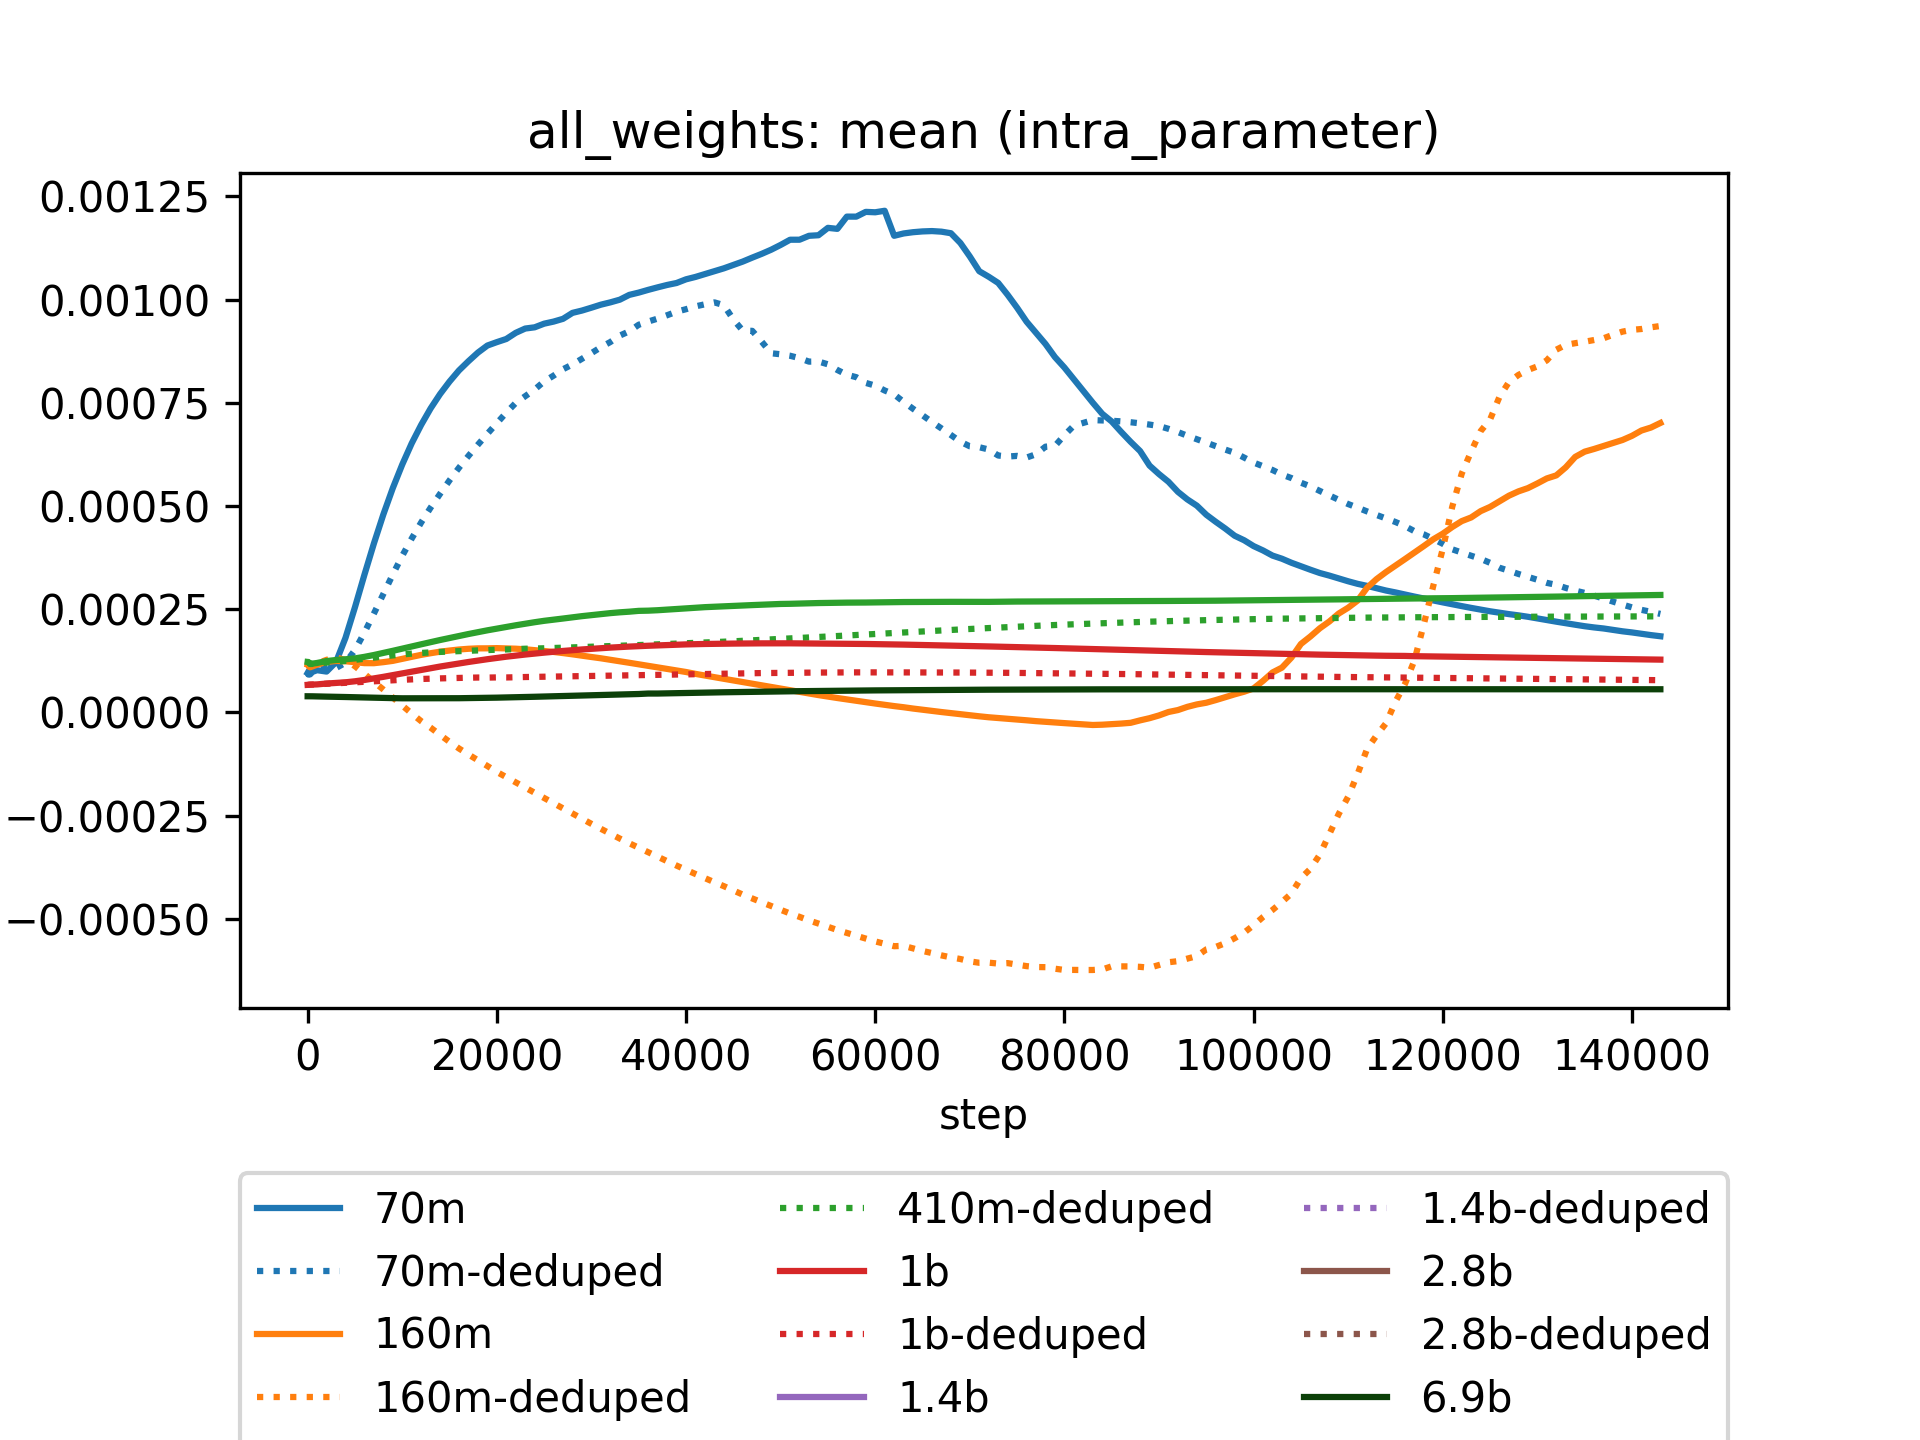 all_weights: mean (intra_parameter)
0.00125
0.00100
0.00075
0.00050
0.00025
0.00000
−0.00025
−0.00050
0 20000 40000 60000 80000 100000 120000 140000
step
70m
70m-deduped
160m
160m-deduped
410m-deduped
1b
1b-deduped
1.4b
1.4b-deduped
2.8b
2.8b-deduped
6.9b